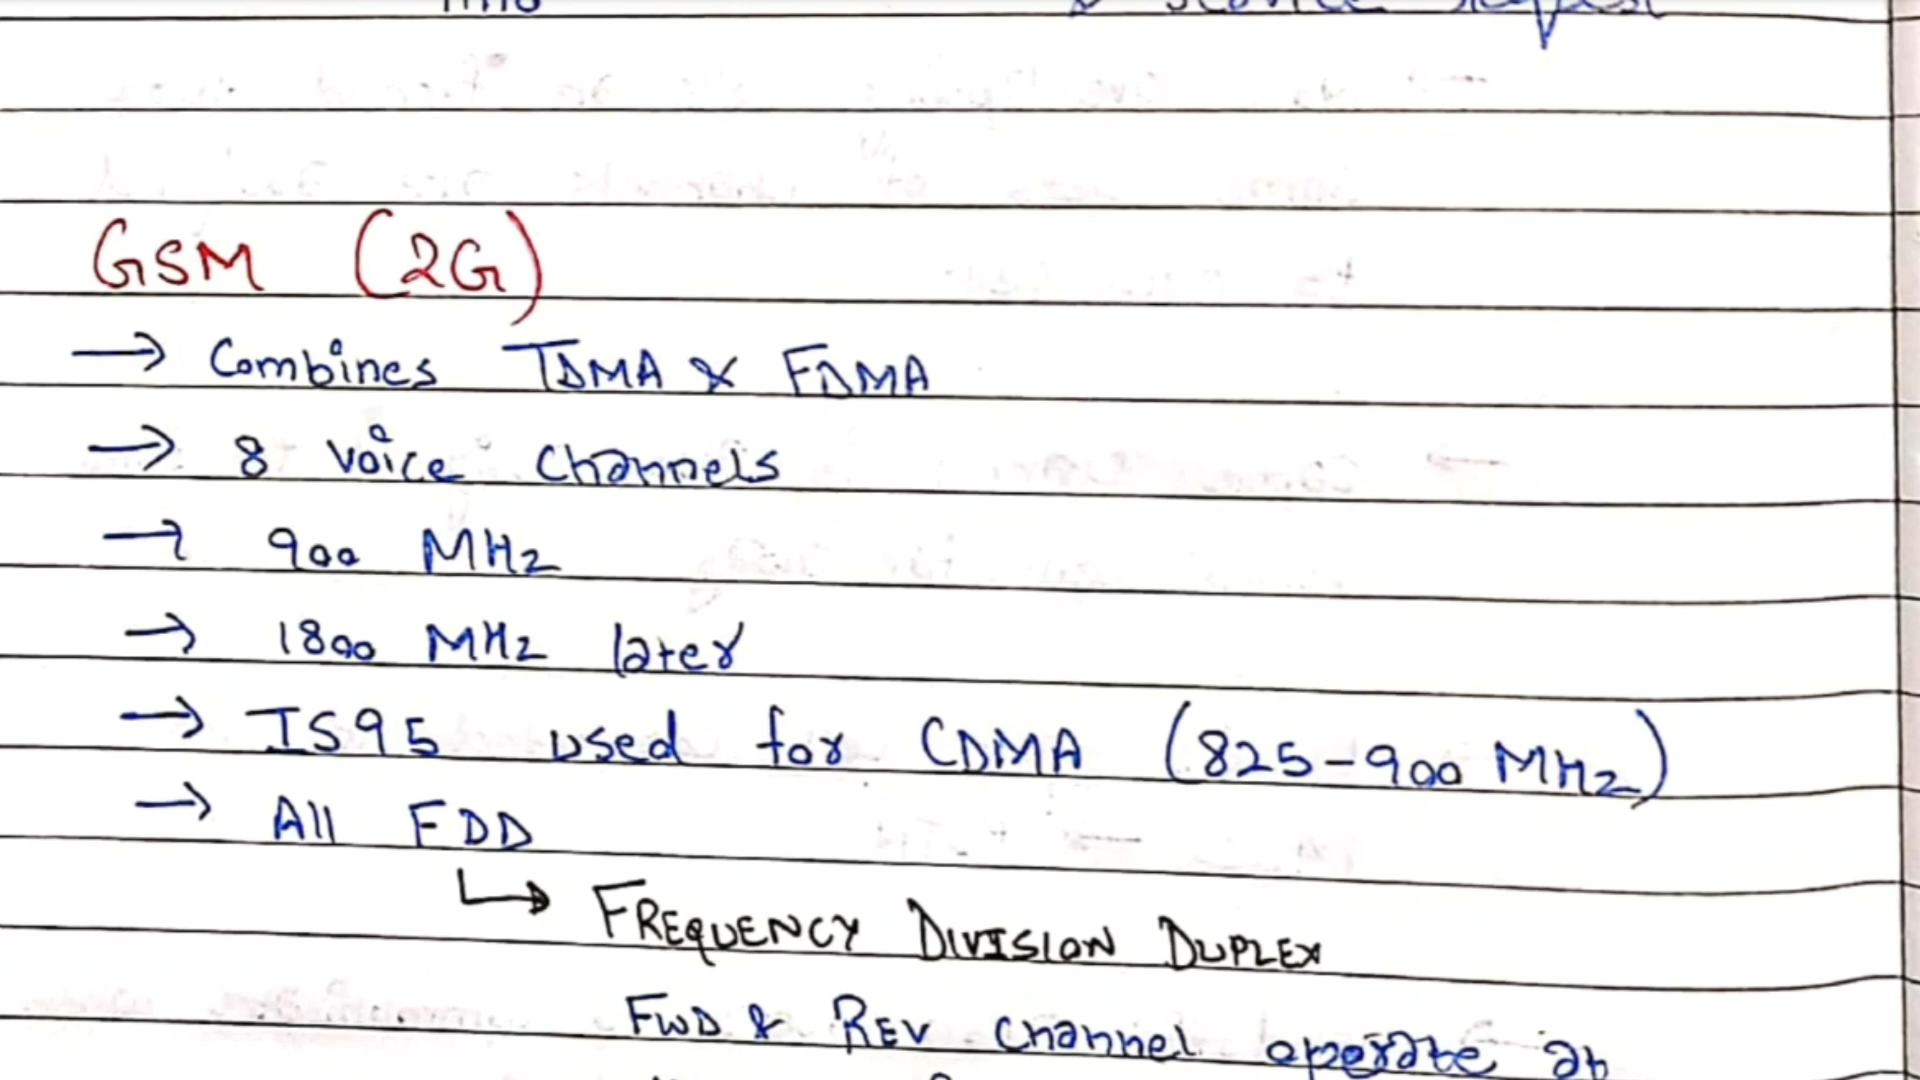 GSM (2G)
→ Combines TDMA & FDMA
→ 8 voice channels
→ 900 MHz
→ 1800 MHz later
→ IS95 used for CDMA (825-900 MHz)
→ All FDD
↳ FREQUENCY DIVISION DUPLEX
FWD & REV channel operate at